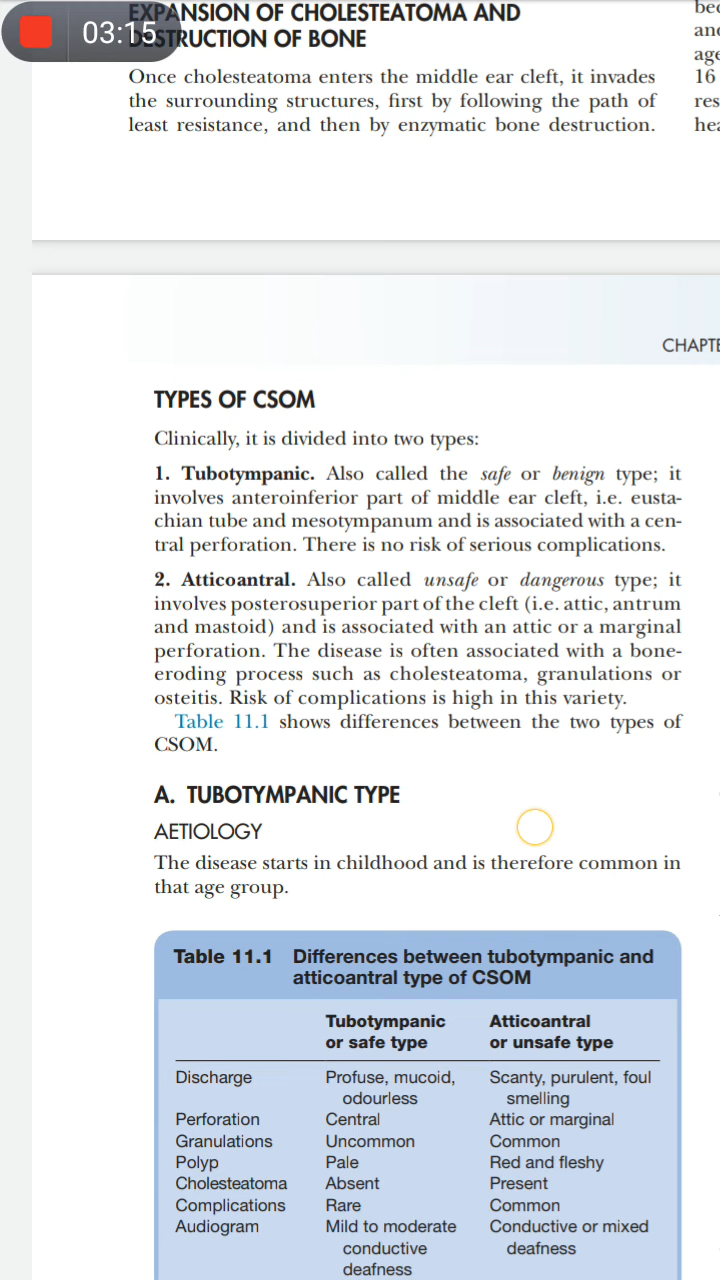 03:15
EXPANSION OF CHOLESTEATOMA AND
DESTRUCTION OF BONE
Once cholesteatoma enters the middle ear cleft, it invades
the surrounding structures, first by following the path of
least resistance, and then by enzymatic bone destruction.
16
TYPES OF CSOM
Clinically, it is divided into two types:
1. Tubotympanic. Also called the safe or benign type; it
involves anteroinferior part of middle ear cleft, i.e. eusta-
chian tube and mesotympanum and is associated with a cen-
tral perforation. There is no risk of serious complications.
2. Atticoantral. Also called unsafe or dangerous type; it
involves posterosuperior part of the cleft (i.e. attic, antrum
and mastoid) and is associated with an attic or a marginal
perforation. The disease is often associated with a bone-
eroding process such as cholesteatoma, granulations or
osteitis. Risk of complications is high in this variety.
Table 11.1 shows differences between the two types of
CSOM.
A. TUBOTYMPANIC TYPE
AETIOLOGY
The disease starts in childhood and is therefore common in
that age group.
Table 11.1 Differences between tubotympanic and
atticoantral type of CSOM
Tubotympanic Atticoantral
or safe type or unsafe type
Discharge Profuse, mucoid, Scanty, purulent, foul
odourless smelling
Perforation Central Attic or marginal
Granulations Uncommon Common
Polyp Pale Red and fleshy
Cholesteatoma Absent Present
Complications Rare Common
Audiogram Mild to moderate Conductive or mixed
conductive deafness
deafness